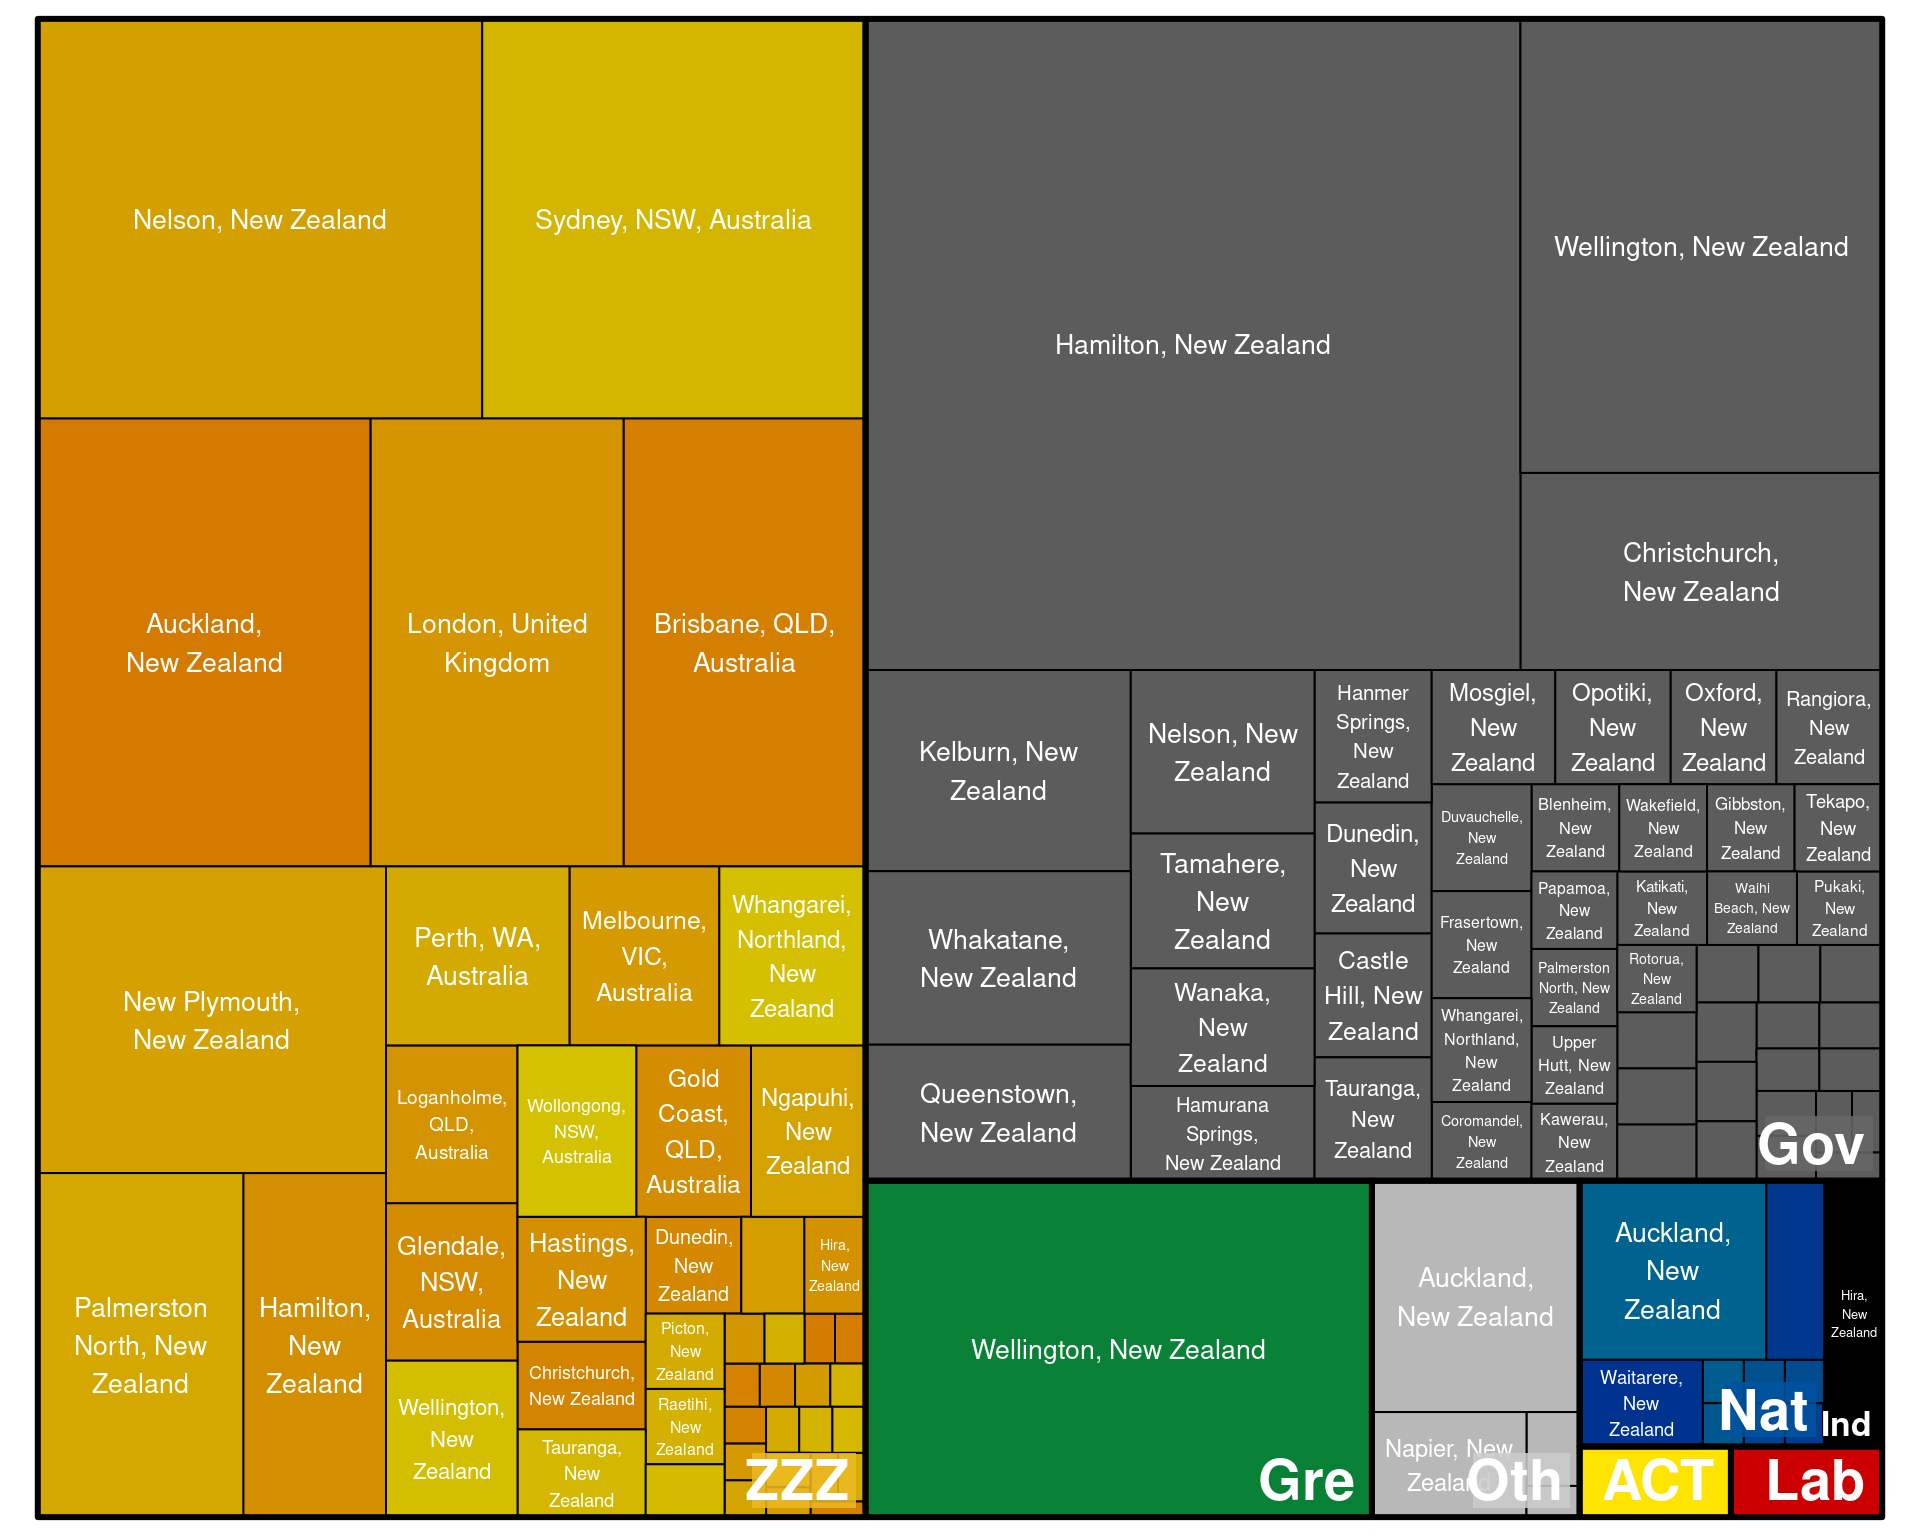 Nelson, New Zealand
Sydney, NSW, Australia
Auckland,
New Zealand
London, United
Kingdom
Brisbane, QLD,
Australia
New Plymouth,
New Zealand
Perth, WA,
Australia
Melbourne,
VIC,
Australia
Whangarei,
Northland,
New
Zealand
Loganholme,
QLD,
Australia
Wollongong,
NSW,
Australia
Gold
Coast,
QLD,
Australia
Ngapuhi,
New
Zealand
Palmerston
North, New
Zealand
Hamilton,
New
Zealand
Glendale,
NSW,
Australia
Hastings,
New
Zealand
Dunedin,
New
Zealand
Hira,
New
Zealand
Wellington,
New
Zealand
Christchurch,
New Zealand
Tauranga,
New
Zealand
Picton,
New
Zealand
Raetihi,
New
Zealand
ZZZ
Hamilton, New Zealand
Wellington, New Zealand
Christchurch,
New Zealand
Kelburn, New
Zealand
Whakatane,
New Zealand
Queenstown,
New Zealand
Nelson, New
Zealand
Tamahere,
New
Zealand
Wanaka,
New
Zealand
Hamurana
Springs,
New Zealand
Hanmer
Springs,
New
Zealand
Dunedin,
New
Zealand
Castle
Hill, New
Zealand
Tauranga,
New
Zealand
Mosgiel,
New
Zealand
Opotiki,
New
Zealand
Oxford,
New
Zealand
Rangiora,
New
Zealand
Duvauchelle,
New
Zealand
Frasertown,
New
Zealand
Whangarei,
Northland,
New
Zealand
Coromandel,
New
Zealand
Blenheim,
New
Zealand
Wakefield,
New
Zealand
Gibbston,
New
Zealand
Tekapo,
New
Zealand
Papamoa,
New
Zealand
Katikati,
New
Zealand
Waihi
Beach, New
Zealand
Pukaki,
New
Zealand
Palmerston
North, New
Zealand
Rotorua,
New
Zealand
Upper
Hutt, New
Zealand
Kawerau,
New
Zealand
Gov
Wellington, New Zealand
Gre
Auckland,
New Zealand
Napier, New
Zealand
Oth
Auckland,
New
Zealand
Waitarere,
New
Zealand
Nat
Hira,
New
Zealand
Ind
ACT
Lab